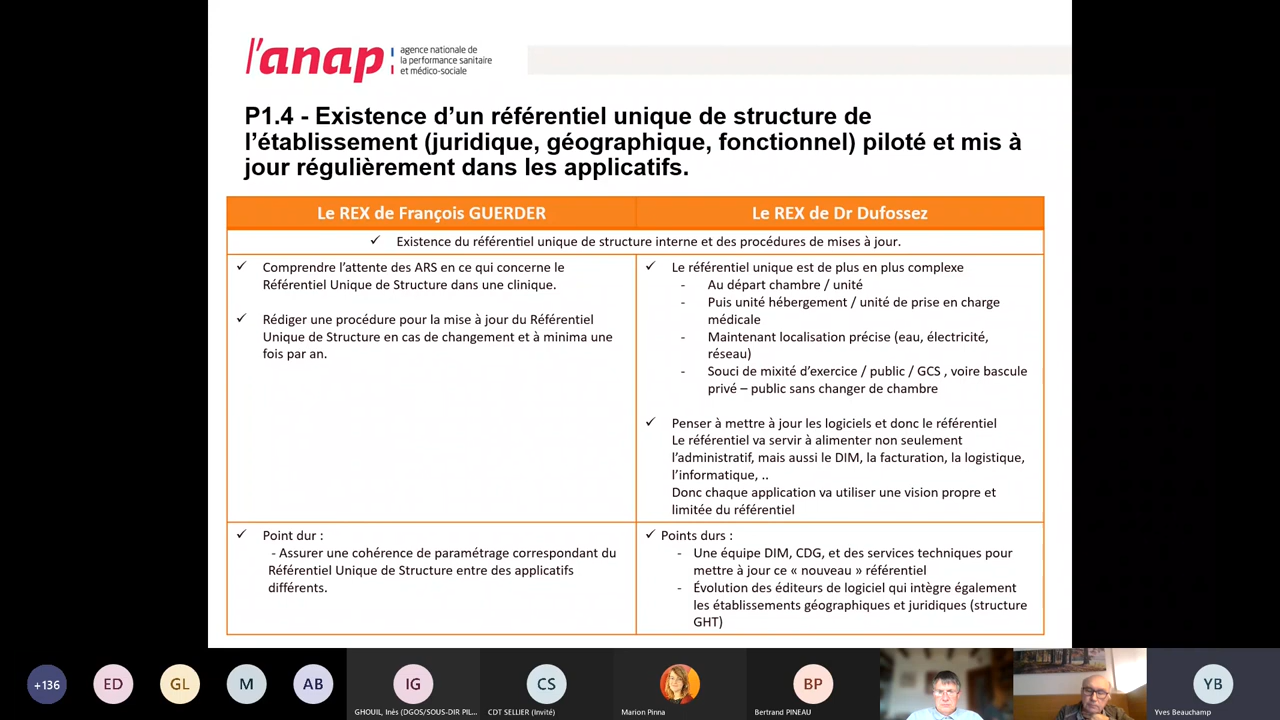 l'anap
agence nationale de
la performance sanitaire
et médico-sociale
P1.4 - Existence d'un référentiel unique de structure de
l'établissement (juridique, géographique, fonctionnel) piloté et mis à
jour régulièrement dans les applicatifs.
Le REX de François GUERDER
Le REX de Dr Dufossez
✓ Existence du référentiel unique de structure interne et des procédures de mises à jour.
✓ Comprendre l'attente des ARS en ce qui concerne le
Référentiel Unique de Structure dans une clinique.
✓ Rédiger une procédure pour la mise à jour du Référentiel
Unique de Structure en cas de changement et à minima une
fois par an.
✓ Le référentiel unique est de plus en plus complexe
- Au départ chambre / unité
- Puis unité hébergement / unité de prise en charge
médicale
- Maintenant localisation précise (eau, électricité,
réseau)
- Souci de mixité d'exercice / public / GCS , voire bascule
privé – public sans changer de chambre
✓ Penser à mettre à jour les logiciels et donc le référentiel
Le référentiel va servir à alimenter non seulement
l'administratif, mais aussi le DIM, la facturation, la logistique,
l'informatique, ..
Donc chaque application va utiliser une vision propre et
limitée du référentiel
✓ Point dur :
- Assurer une cohérence de paramétrage correspondant du
Référentiel Unique de Structure entre des applicatifs
différents.
✓ Points durs :
- Une équipe DIM, CDG, et des services techniques pour
mettre à jour ce « nouveau » référentiel
- Évolution des éditeurs de logiciel qui intègre également
les établissements géographiques et juridiques (structure
GHT)
+136
ED
GL
M
AB
IG
CS
BP
YB
GHOUIL, Inès (DGOS/SOUS-DIR PIL...
CDT SELLIER (Invité)
Marion Pinna
Bertrand PINEAU
Yves Beauchamp